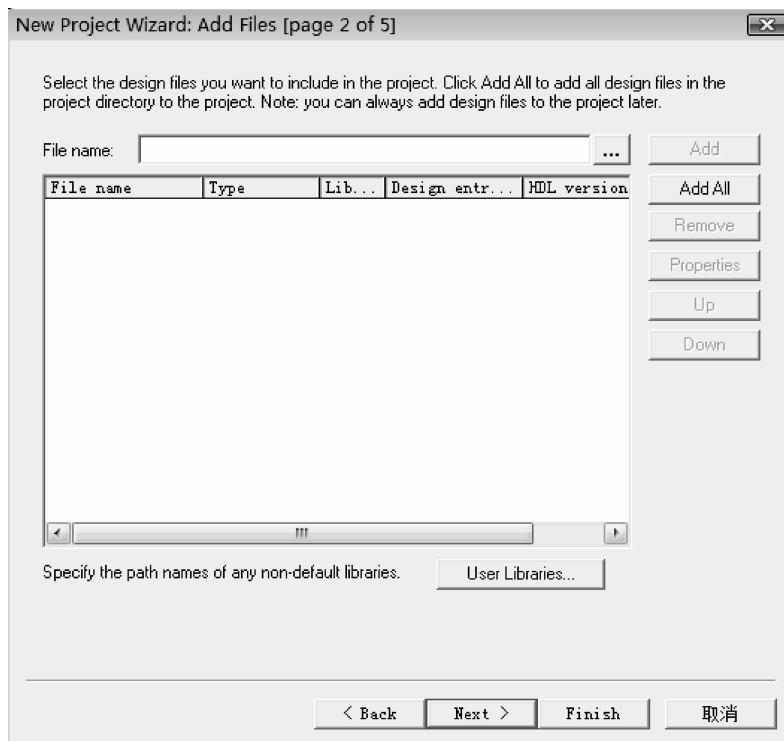 New Project Wizard: Add Files [page 2 of 5]
Select the design files you want to include in the project. Click Add All to add all design files in the
project directory to the project. Note: you can always add design files to the project later.
File name: ... Add
File name Type Lib... Design entr... HDL version Add All
Remove
Properties
Up
Down
Specify the path names of any non-default libraries. User Libraries...
< Back Next > Finish 取消